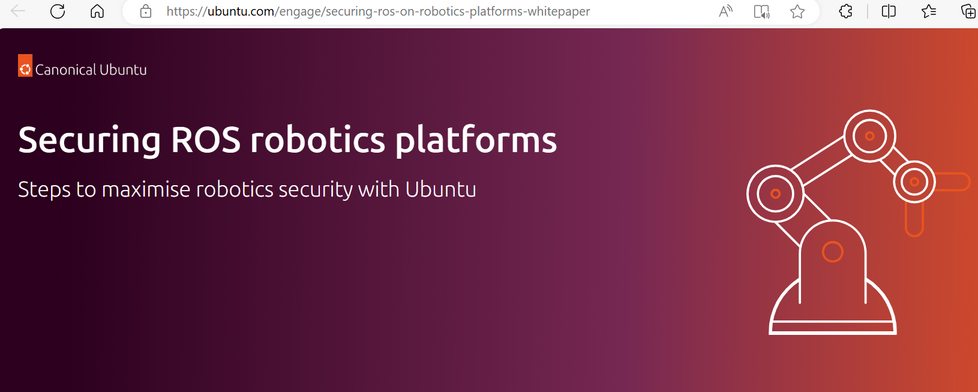 https://ubuntu.com/engage/securing-ros-on-robotics-platforms-whitepaper
Canonical Ubuntu
Securing ROS robotics platforms
Steps to maximise robotics security with Ubuntu